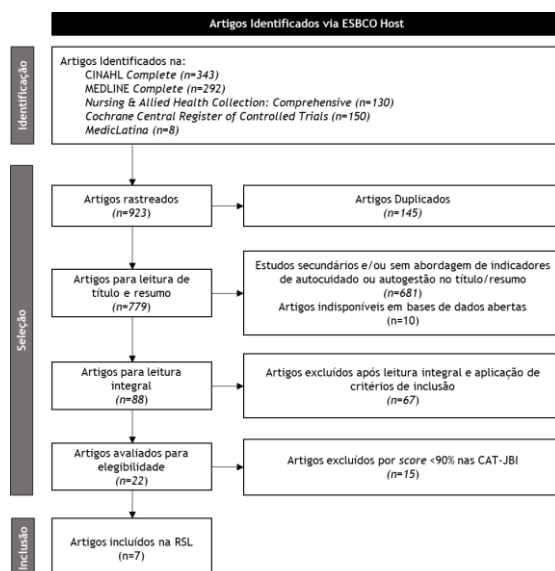 Artigos Identificados via ESBCO Host
Identificação
Artigos Identificados na:
CINAHL Complete (n=343)
MEDLINE Complete (n=292)
Nursing & Allied Health Collection: Comprehensive (n=130)
Cochrane Central Register of Controlled Trials (n=150)
MedicLatina (n=8)
Seleção
Artigos rastreados
(n=923)
Artigos Duplicados
(n=145)
Artigos para leitura de
título e resumo
(n=779)
Estudos secundários e/ou sem abordagem de indicadores
de autocuidado ou autogestão no título/resumo
(n=681)
Artigos indisponíveis em bases de dados abertas
(n=10)
Artigos para leitura
integral
(n=88)
Artigos excluídos após leitura integral e aplicação de
critérios de inclusão
(n=67)
Artigos avaliados para
elegibilidade
(n=22)
Artigos excluídos por score <90% nas CAT-JBI
(n=15)
Inclusão
Artigos incluídos na RSL
(n=7)